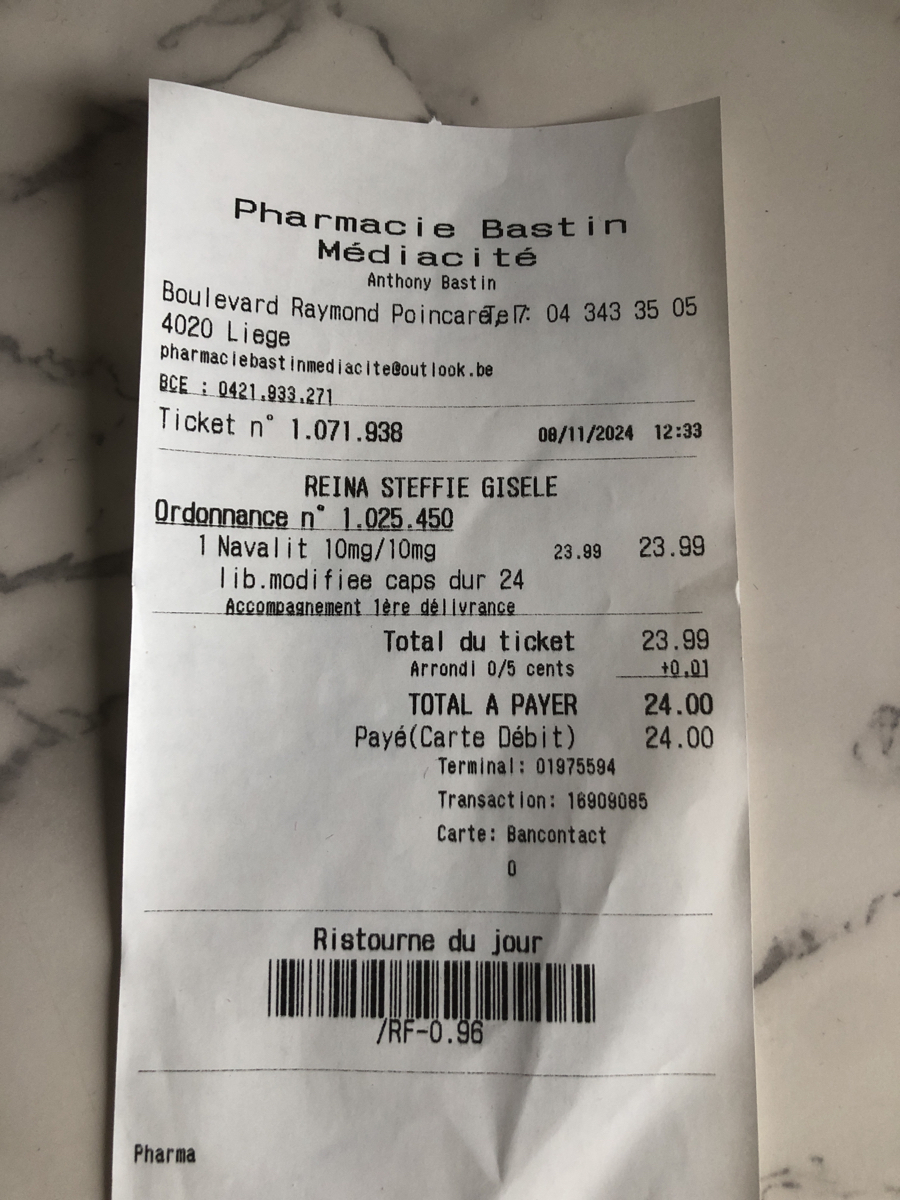 Pharmacie Bastin
Médiacité
Anthony Bastin
Boulevard Raymond Poincaré, 7 Tel : 04 343 35 05
4020 Liege
pharmaciebastinmediacite@outlook.be
BCE : 0421.933.271
Ticket n° 1.071.938 08/11/2024 12:33
REINA STEFFIE GISELE
Ordonnance n° 1.025.450
1 Navalit 10mg/10mg 23.99 23.99
lib.modifiee caps dur 24
Accompagnement 1ère délivrance
Total du ticket 23.99
Arrondi 0/5 cents +0,01
TOTAL A PAYER 24.00
Payé(Carte Débit) 24.00
Terminal: 01975594
Transaction: 16909085
Carte: Bancontact
0
Ristourne du jour
/RF-0.96
Pharma